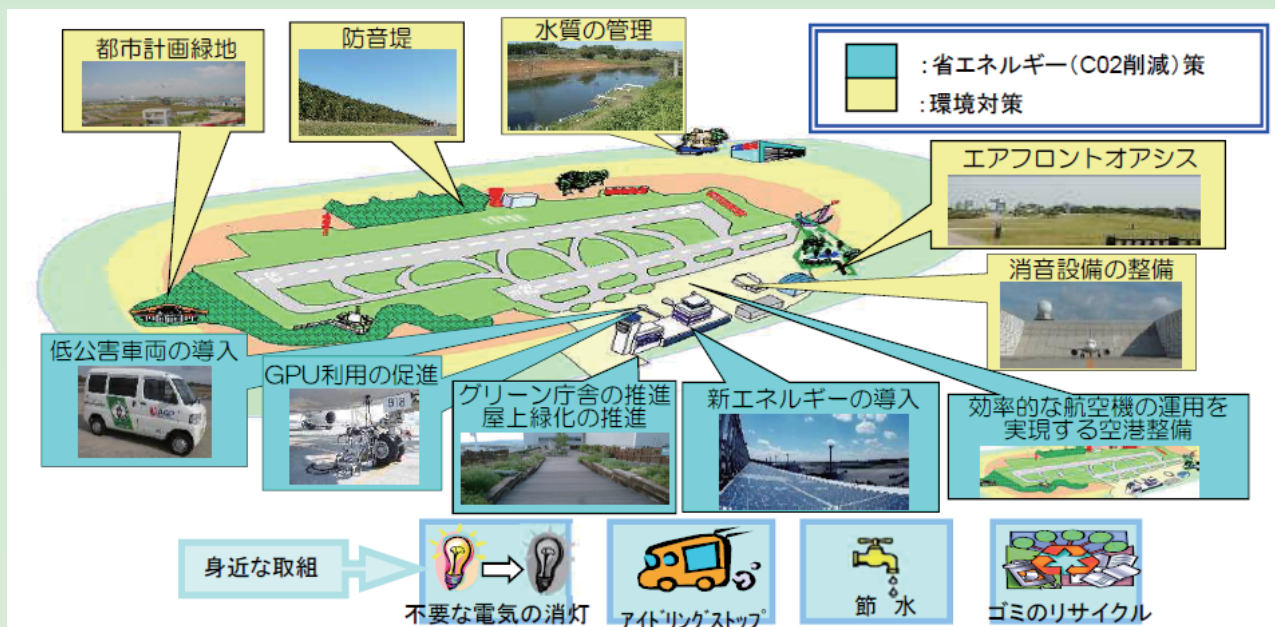 都市計画緑地
防音堤
水質の管理
:省エネルギー(C02削減)策
:環境対策
エアフロントオアシス
消音設備の整備
低公害車両の導入
GPU利用の促進
グリーン庁舎の推進
屋上緑化の推進
新エネルギーの導入
効率的な航空機の運用を
実現する空港整備
身近な取組
不要な電気の消灯
アイドリングストップ
節 水
ゴミのリサイクル